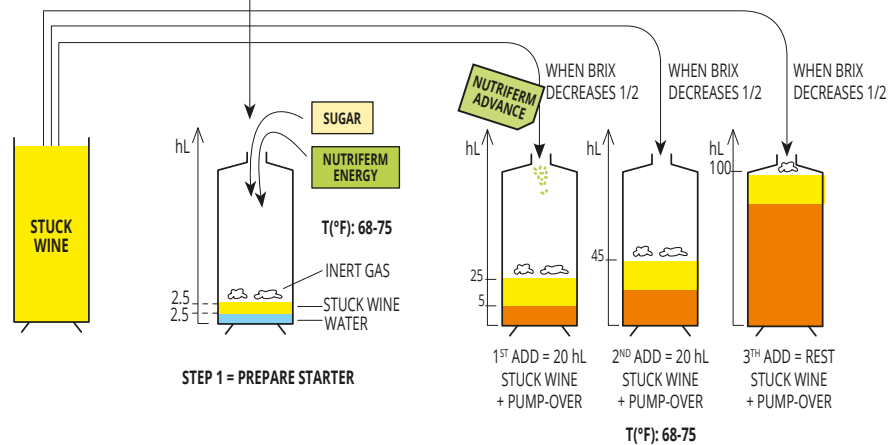 WHEN BRIX
DECREASES 1/2
WHEN BRIX
DECREASES 1/2
WHEN BRIX
DECREASES 1/2
NUTRIFERM
ADVANCE
SUGAR
NUTRIFERM
ENERGY
hL
hL
hL
hL
100
STUCK
WINE
T(°F): 68-75
INERT GAS
45
25
5
2.5
2.5
STUCK WINE
WATER
STEP 1 = PREPARE STARTER
1ST ADD = 20 hL
STUCK WINE
+ PUMP-OVER
2ND ADD = 20 hL
STUCK WINE
+ PUMP-OVER
3TH ADD = REST
STUCK WINE
+ PUMP-OVER
T(°F): 68-75